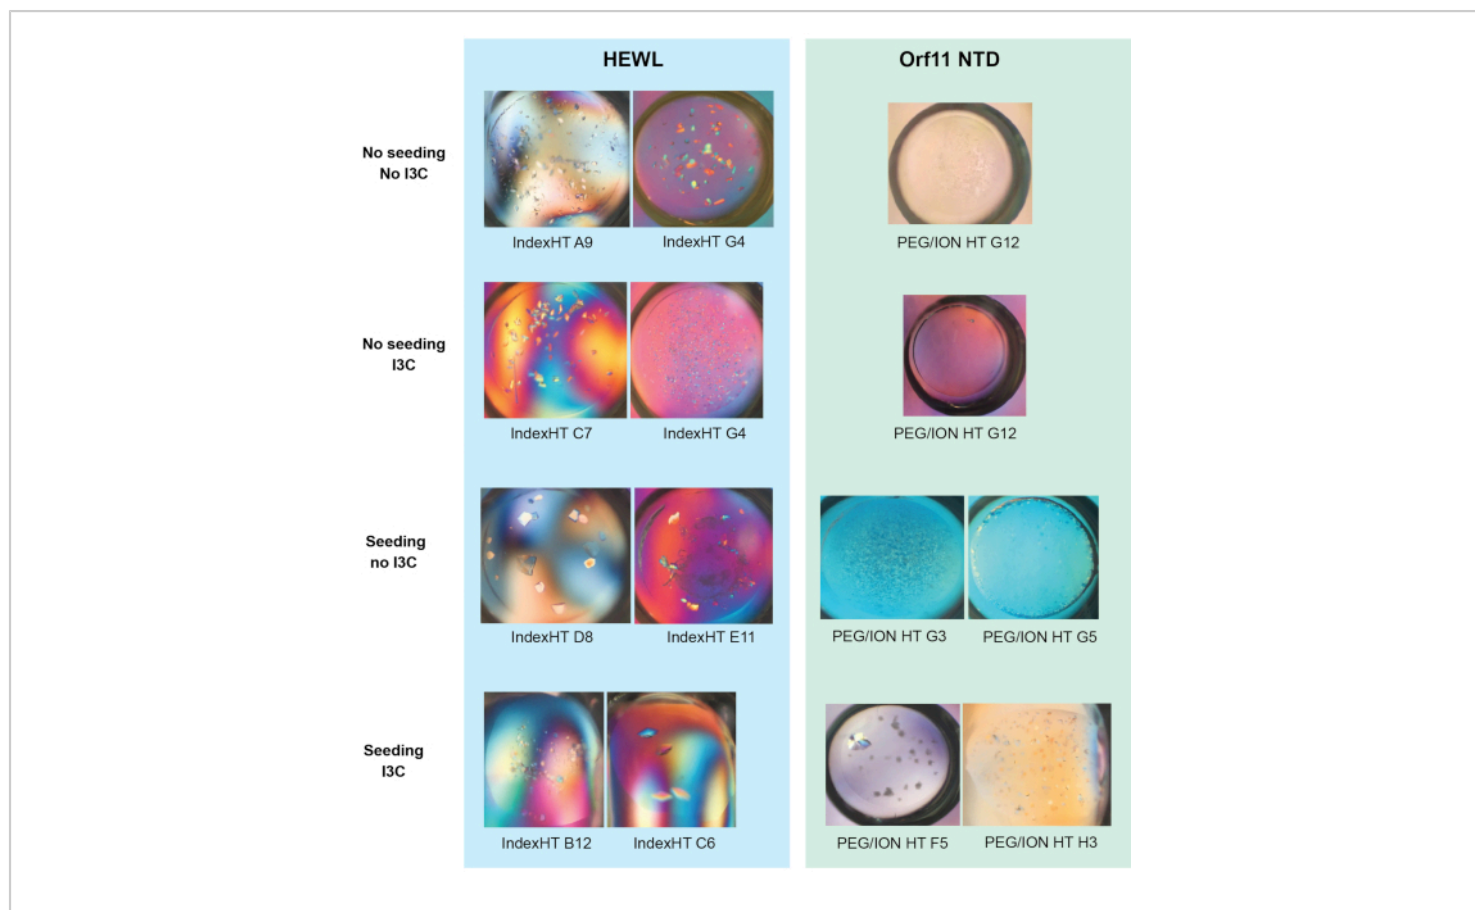 HEWL
Orf11 NTD
No seeding
No I3C
IndexHT A9
IndexHT G4
PEG/ION HT G12
No seeding
I3C
IndexHT C7
IndexHT G4
PEG/ION HT G12
Seeding
no I3C
IndexHT D8
IndexHT E11
PEG/ION HT G3
PEG/ION HT G5
Seeding
I3C
IndexHT B12
IndexHT C6
PEG/ION HT F5
PEG/ION HT H3